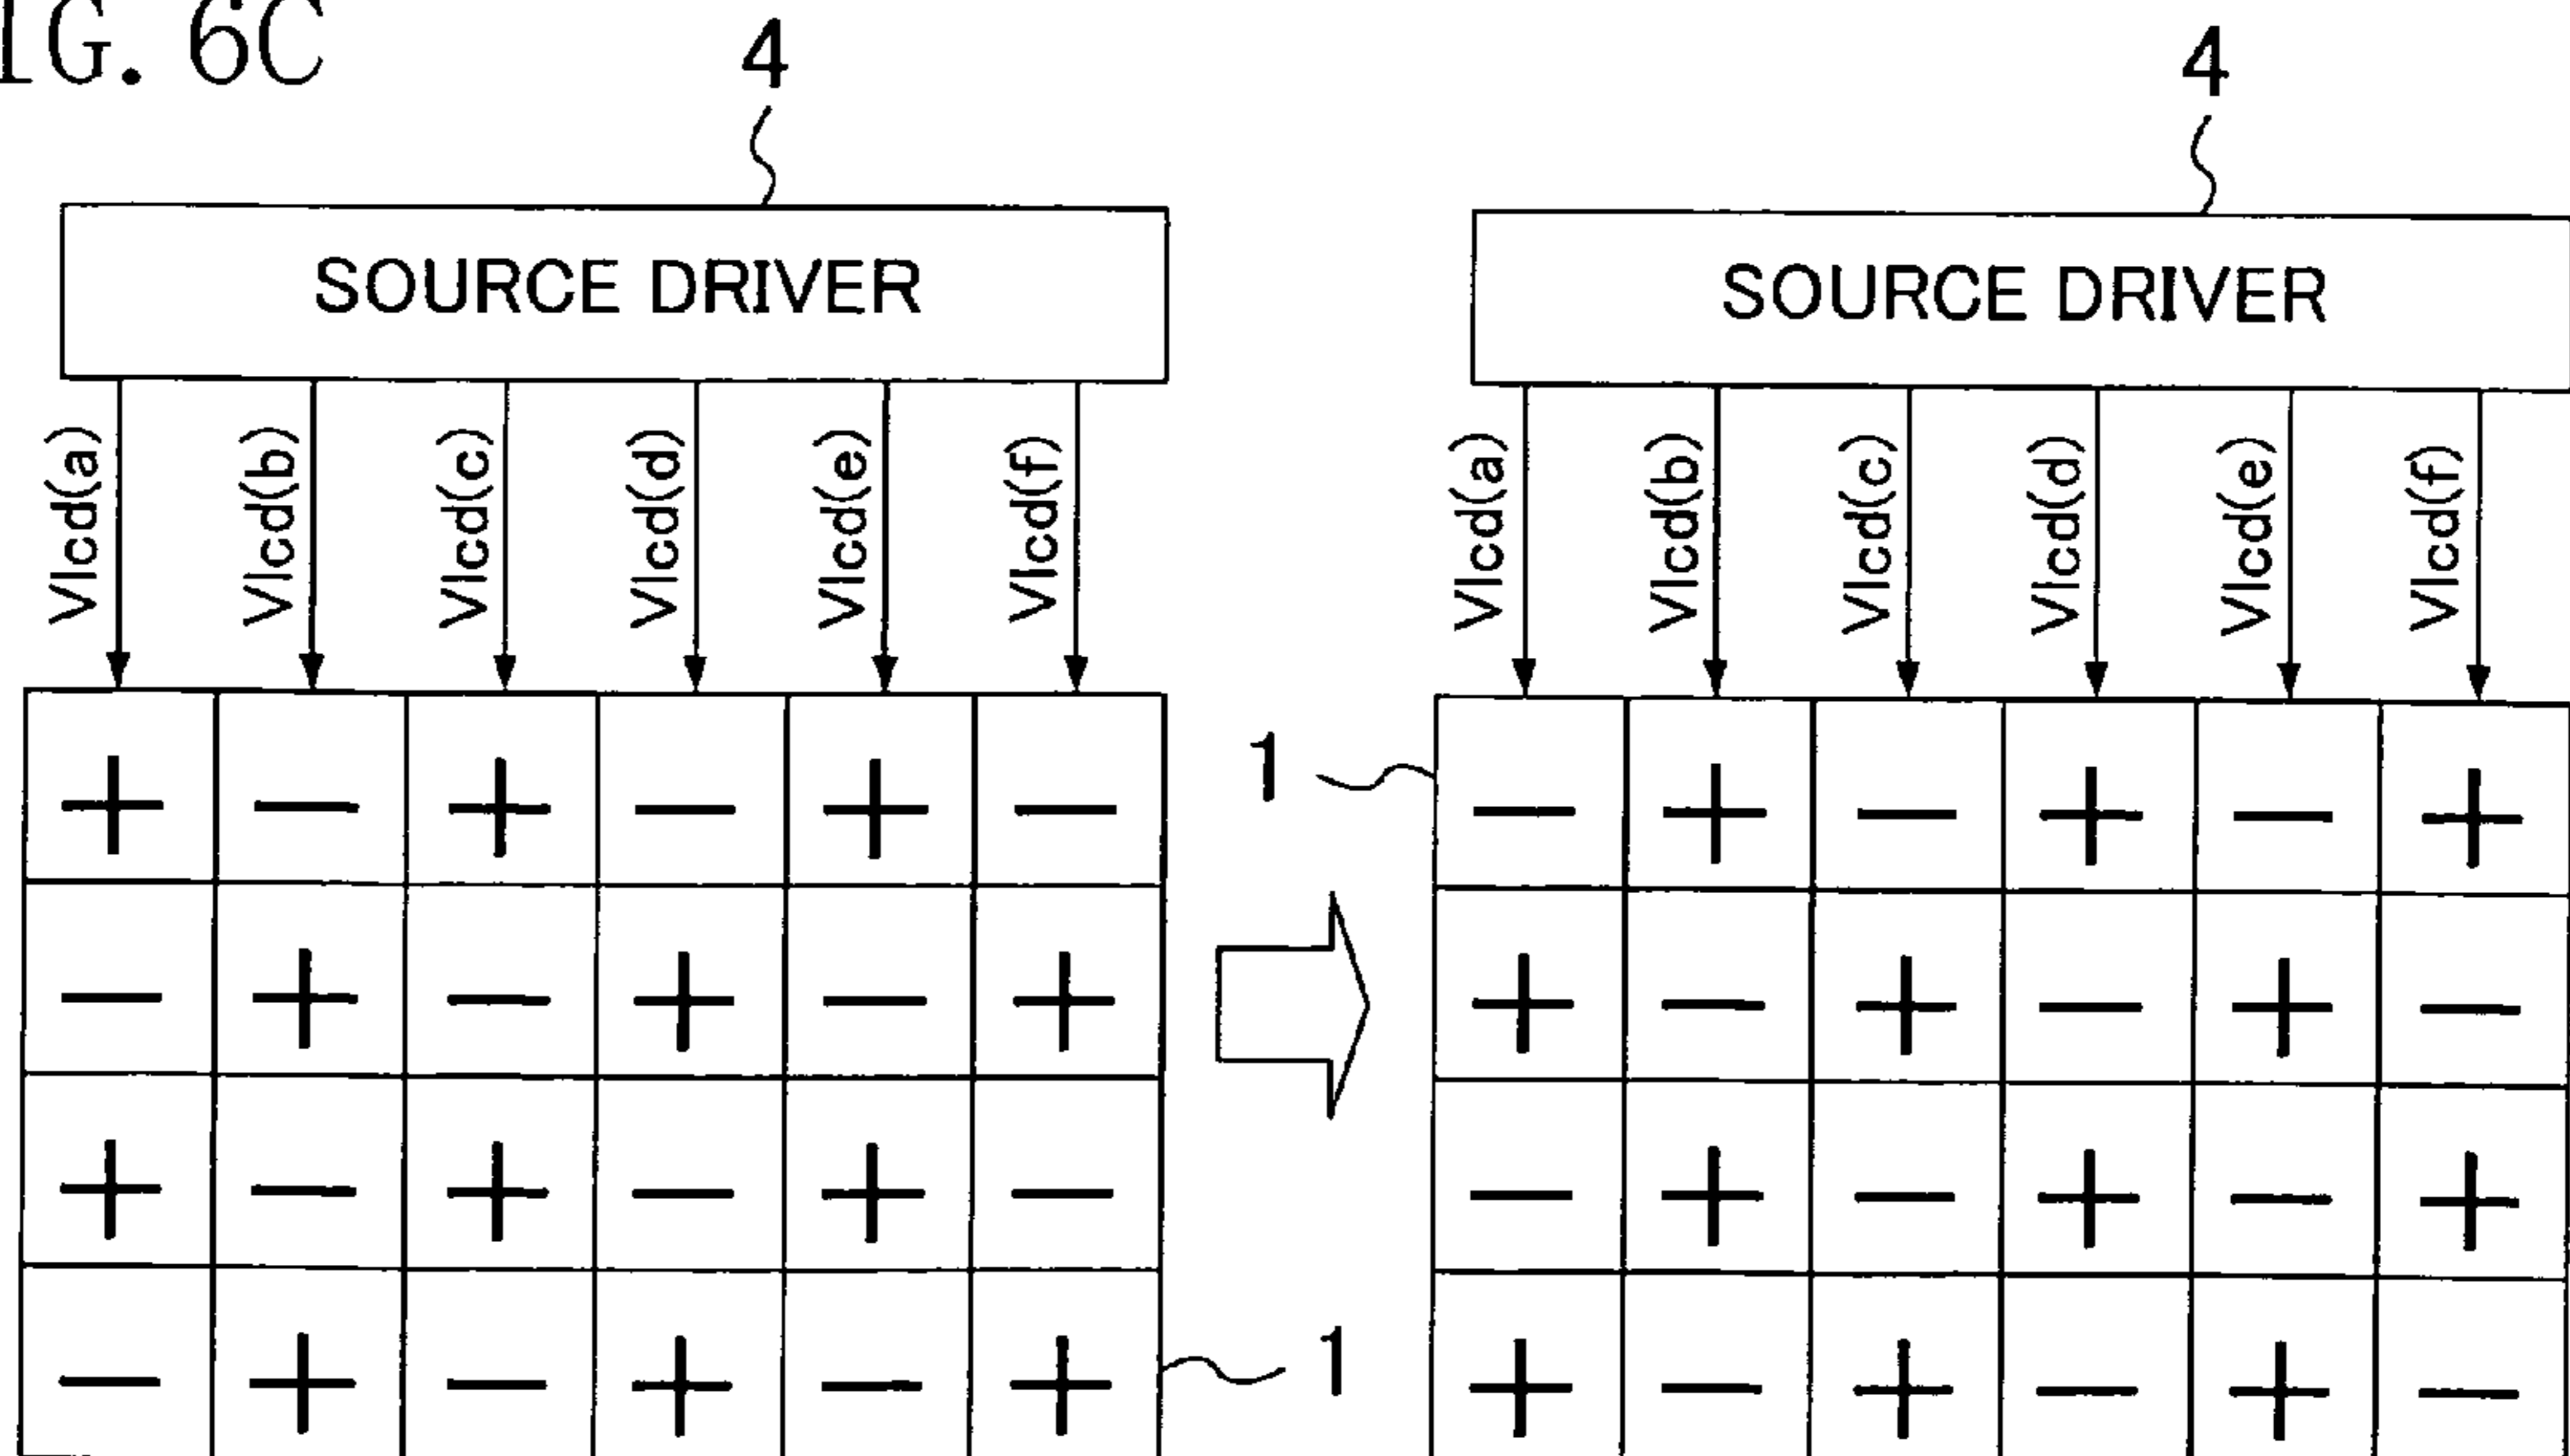 IG. 6C
4 4
SOURCE DRIVER SOURCE DRIVER
Vlcd(a) Vlcd(b) Vlcd(c) Vlcd(d) Vlcd(e) Vlcd(f) Vlcd(a) Vlcd(b) Vlcd(c) Vlcd(d) Vlcd(e) Vlcd(f)
+ − + − + − 1 − + − + − +
− + − + − + + − + − + −
+ − + − + − − + − + − +
− + − + − + 1 + − + − + −